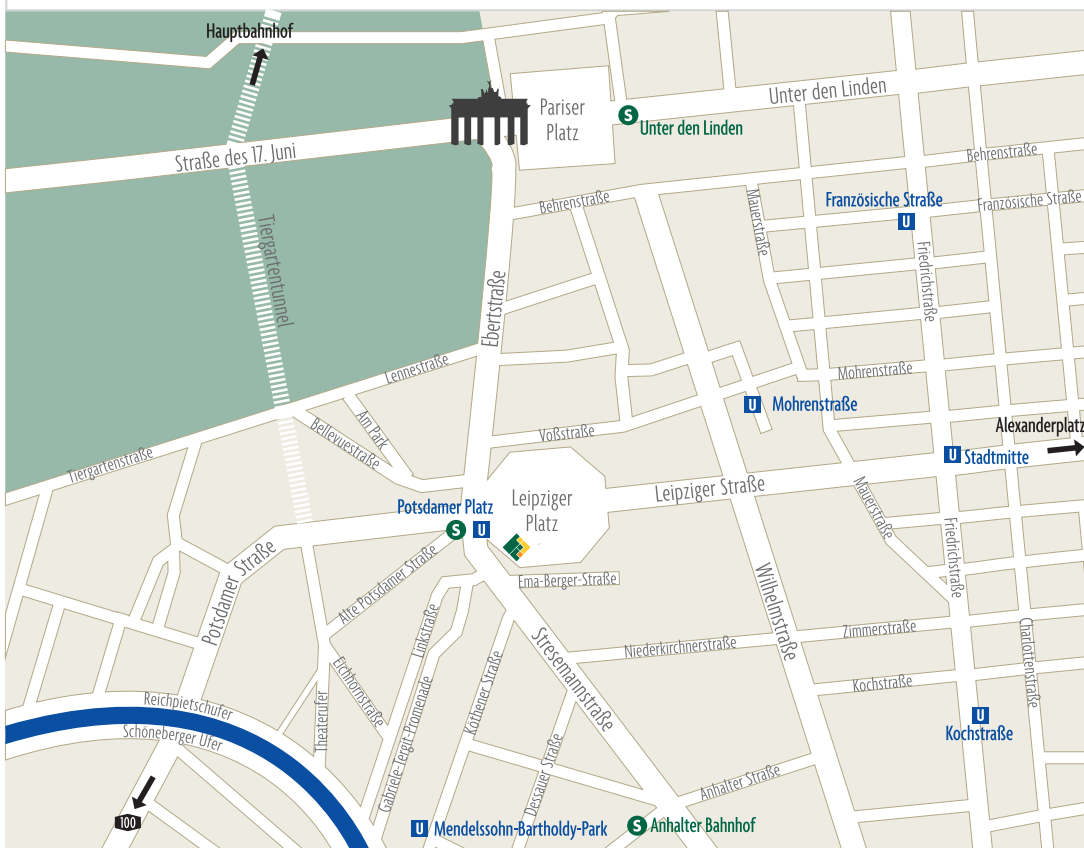 Hauptbahnhof
Pariser
Platz
Unter den Linden
S
Unter den Linden
Straße des 17. Juni
Behrenstraße
Behrenstraße
Französische Straße
U
Französische Straße
Mauerstraße
Tiergartentunnel
Friedrichstraße
Ebertstraße
Lennestraße
Mohrenstraße
U
Mohrenstraße
Am Park
Bellevuestraße
Voßstraße
Alexanderplatz
Tiergartenstraße
U
Stadtmitte
Leipziger
Platz
Leipziger Straße
Mauerstraße
Potsdamer Platz
S
U
Friedrichstraße
Potsdamer Straße
Alte Potsdamer Straße
Erna-Berger-Straße
Wilhelmstraße
Linkstraße
Stresemannstraße
Niederkirchnerstraße
Zimmerstraße
Charlottenstraße
Eichhornstraße
Köthener Straße
Kochstraße
Theaterufer
Gabriele-Tergit-Promenade
Reichpietschufer
Schöneberger Ufer
U
Kochstraße
Dessauer Straße
Anhalter Straße
100
U
Mendelssohn-Bartholdy-Park
S
Anhalter Bahnhof